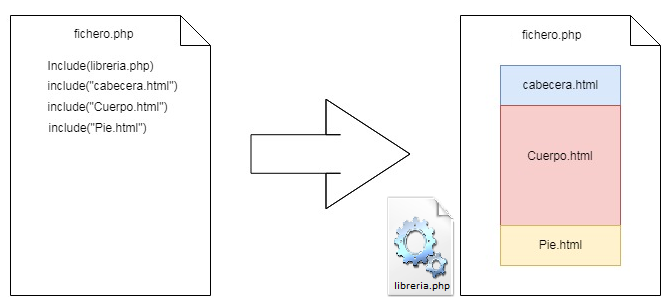 fichero.php
Include(libreria.php)
include("cabecera.html")
include("Cuerpo.html")
include("Pie.html")
libreria.php
fichero.php
cabecera.html
Cuerpo.html
Pie.html